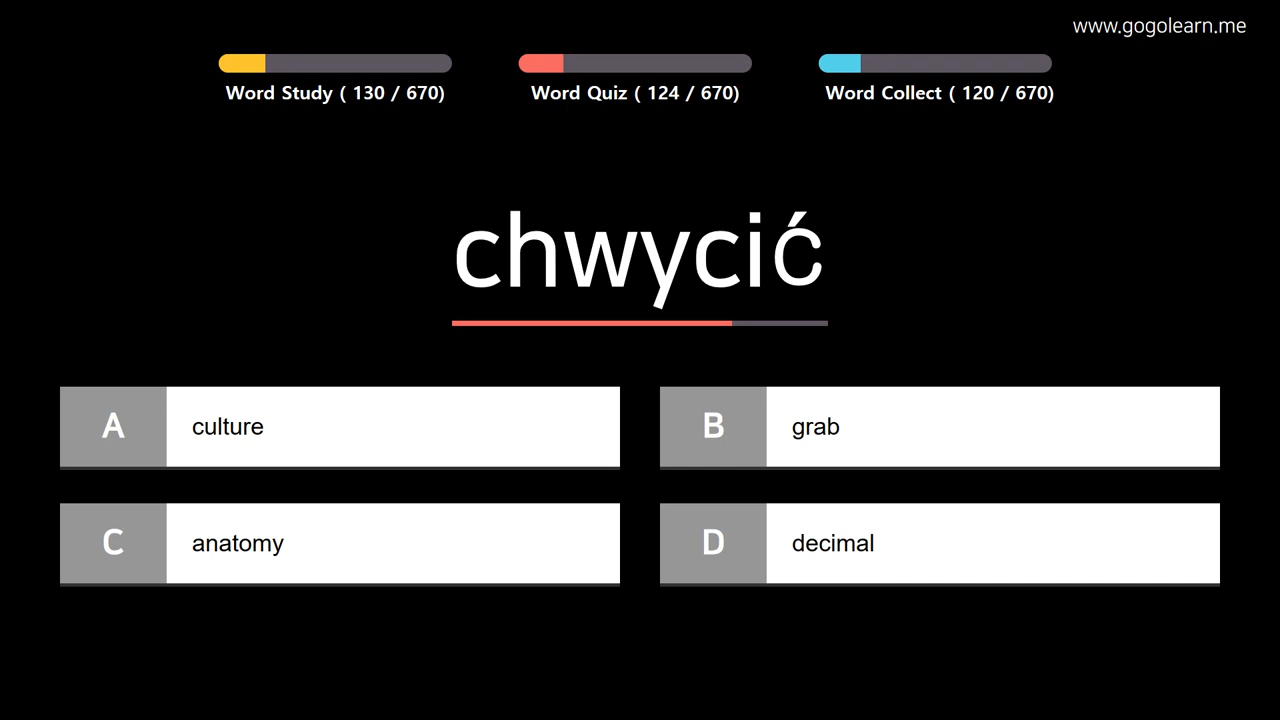 www.gogolearn.me
Word Study ( 130 / 670)
Word Quiz ( 124 / 670)
Word Collect ( 120 / 670)
chwycić
A culture
B grab
C anatomy
D decimal